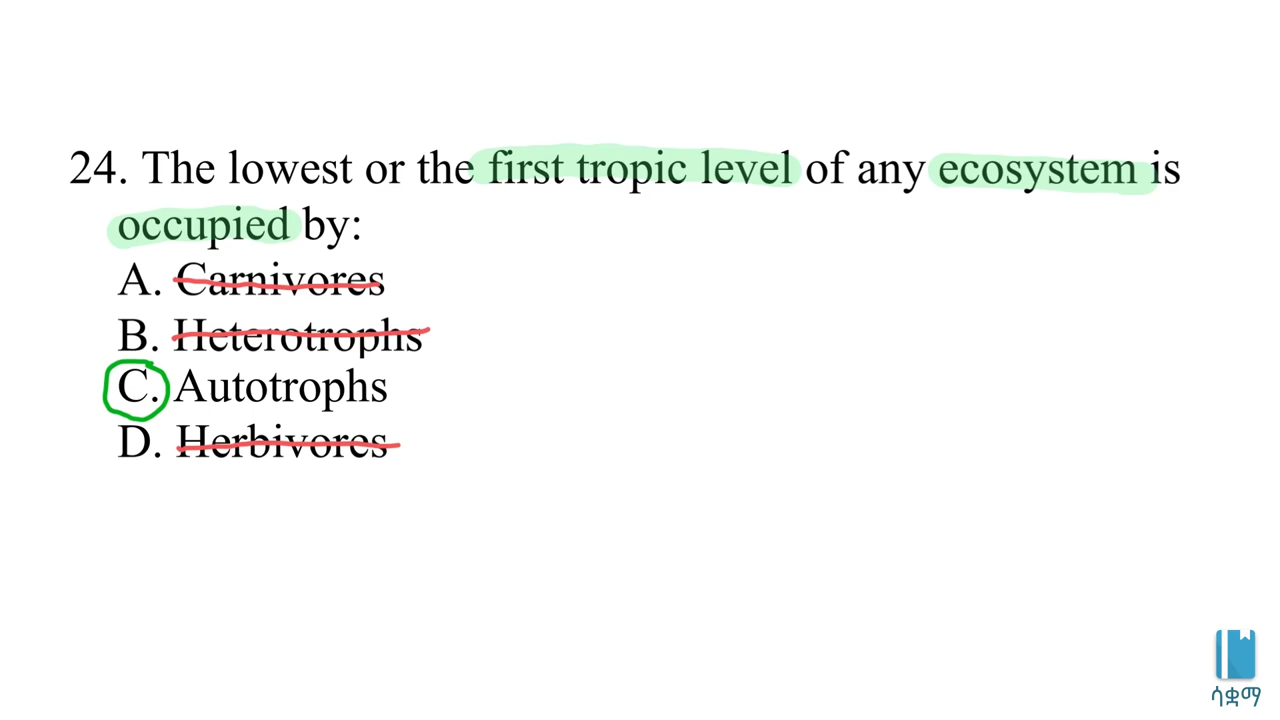 24. The lowest or the first tropic level of any ecosystem is
occupied by:
A. Carnivores
B. Heterotrophs
C. Autotrophs
D. Herbivores
ሳቋማ